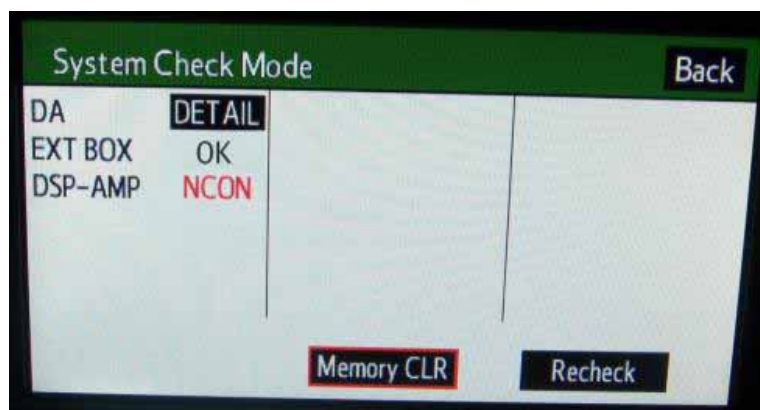 System Check Mode Back
DA DETAIL
EXT BOX OK
DSP-AMP NCON
Memory CLR Recheck